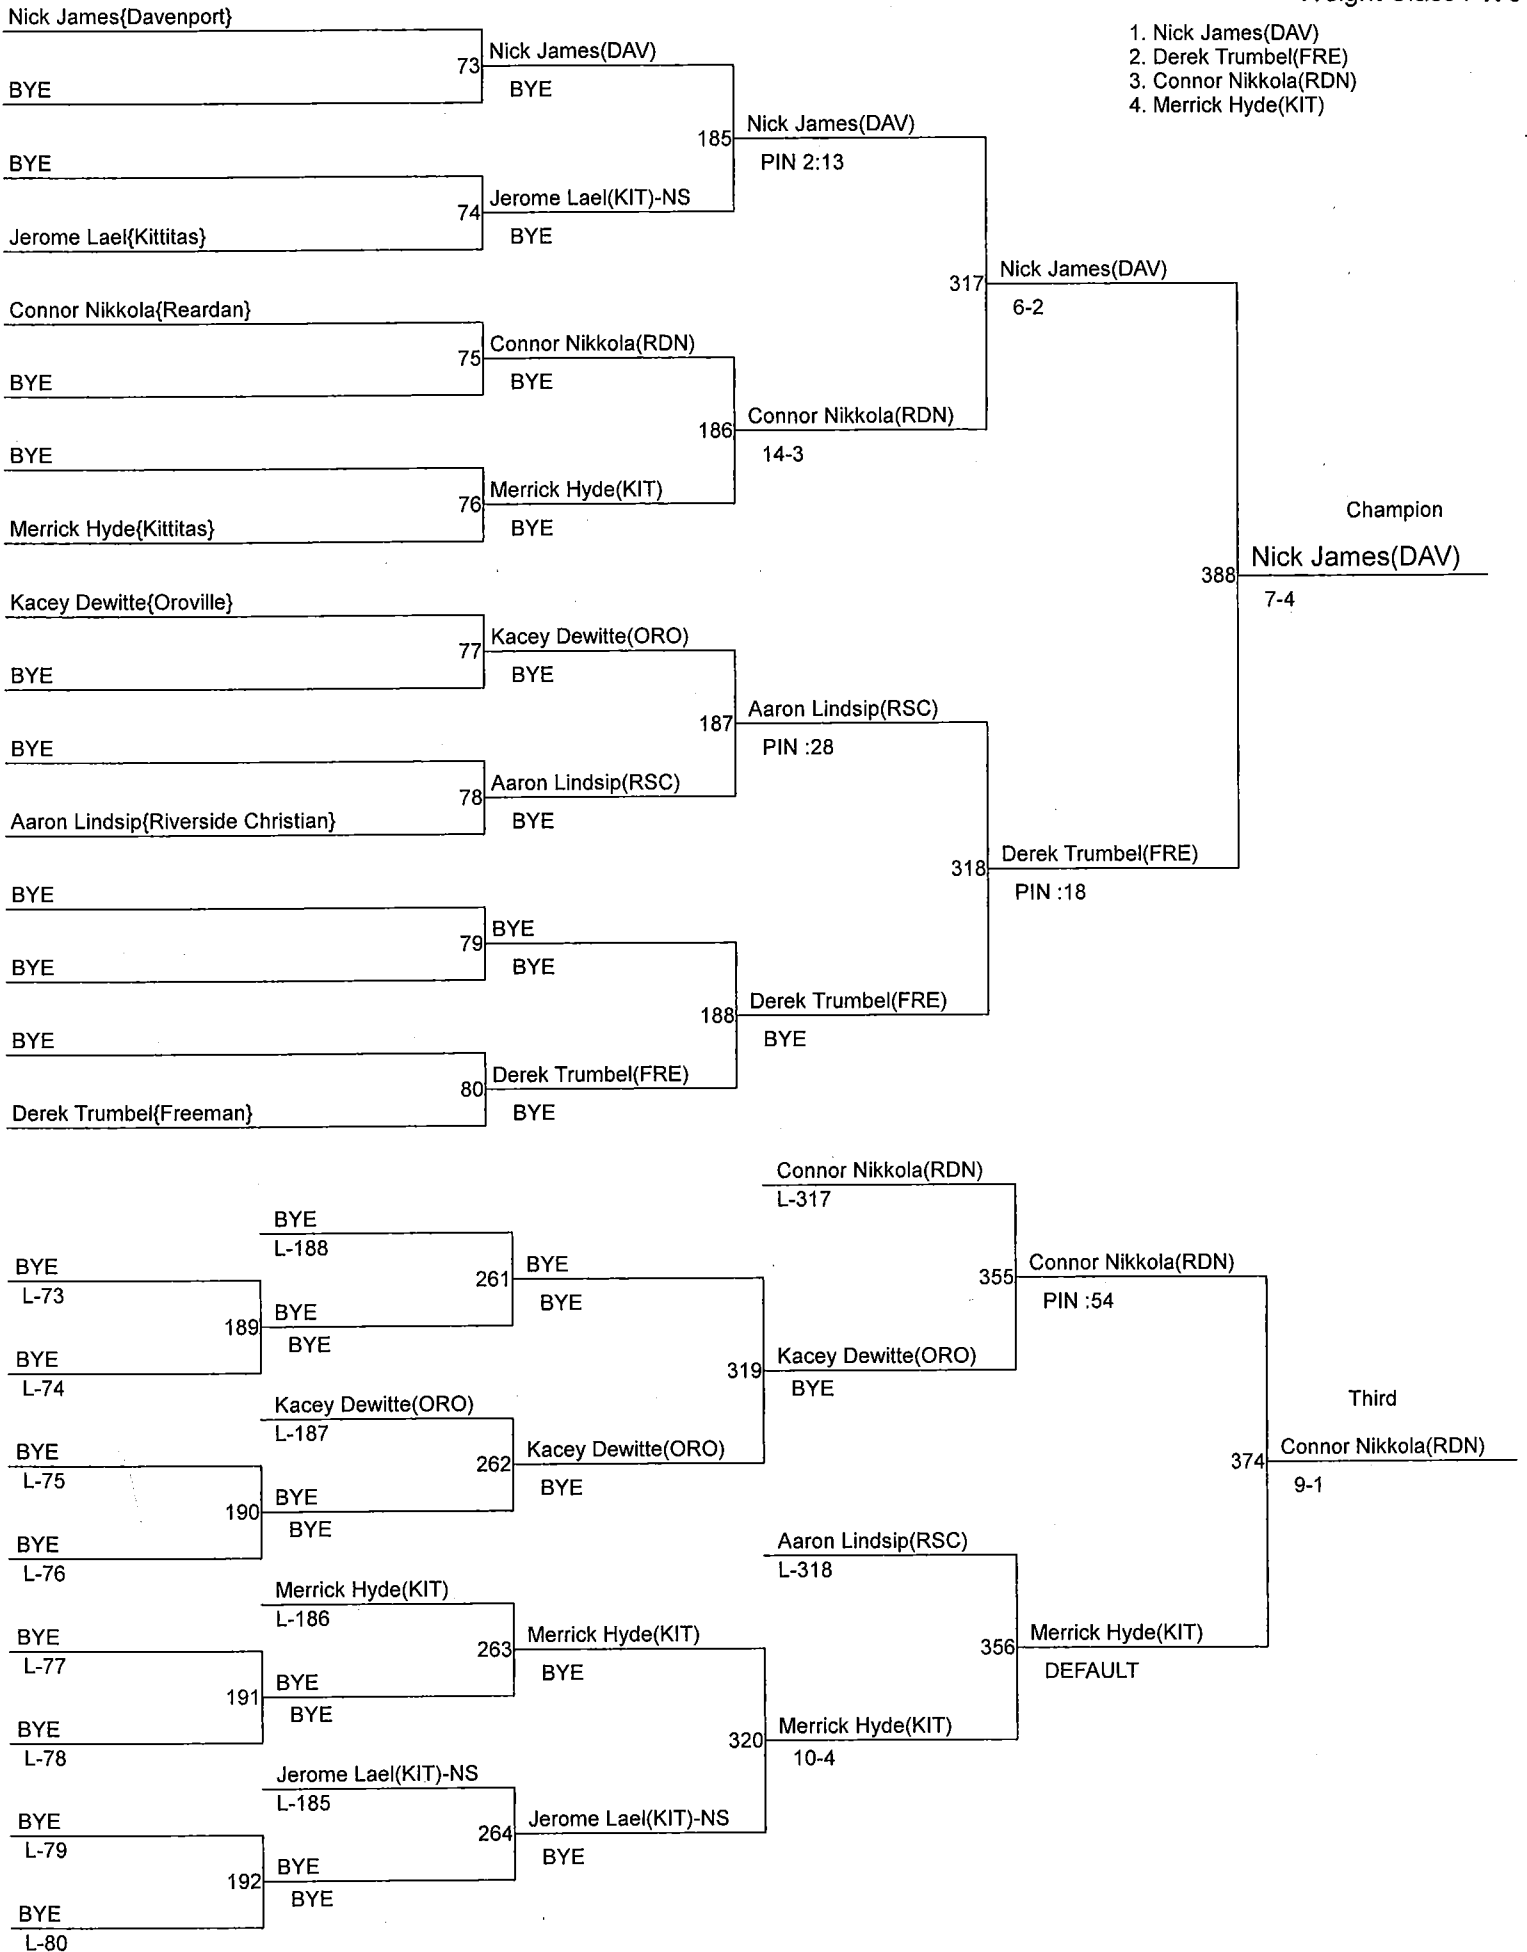 1. Nick James(DAV)
2. Derek Trumbel(FRE)
3. Connor Nikkola(RDN)
4. Merrick Hyde(KIT)
Nick James{Davenport}
73
BYE
Nick James(DAV)
BYE
BYE
74
Jerome Lael{Kittitas}
Jerome Lael(KIT)-NS
BYE
185
Nick James(DAV)
PIN 2:13
Connor Nikkola{Reardan}
75
BYE
Connor Nikkola(RDN)
BYE
BYE
76
Merrick Hyde{Kittitas}
Merrick Hyde(KIT)
BYE
186
Connor Nikkola(RDN)
14-3
317
Nick James(DAV)
6-2
Kacey Dewitte{Oroville}
77
BYE
Kacey Dewitte(ORO)
BYE
BYE
78
Aaron Lindsip{Riverside Christian}
Aaron Lindsip(RSC)
BYE
187
Aaron Lindsip(RSC)
PIN :28
BYE
79
BYE
BYE
BYE
BYE
80
Derek Trumbel{Freeman}
Derek Trumbel(FRE)
BYE
188
Derek Trumbel(FRE)
BYE
318
Derek Trumbel(FRE)
PIN :18
Champion
388
Nick James(DAV)
7-4
BYE
L-73
BYE
L-74
189
BYE
L-188
BYE
BYE
261
BYE
BYE
BYE
L-75
BYE
L-76
190
Kacey Dewitte(ORO)
L-187
BYE
BYE
262
Kacey Dewitte(ORO)
BYE
319
Connor Nikkola(RDN)
L-317
Kacey Dewitte(ORO)
BYE
355
Connor Nikkola(RDN)
PIN :54
BYE
L-77
BYE
L-78
191
Merrick Hyde(KIT)
L-186
BYE
BYE
263
Merrick Hyde(KIT)
BYE
BYE
L-79
BYE
L-80
192
Jerome Lael(KIT)-NS
L-185
BYE
BYE
264
Jerome Lael(KIT)-NS
BYE
320
Aaron Lindsip(RSC)
L-318
Merrick Hyde(KIT)
10-4
356
Merrick Hyde(KIT)
DEFAULT
Third
374
Connor Nikkola(RDN)
9-1